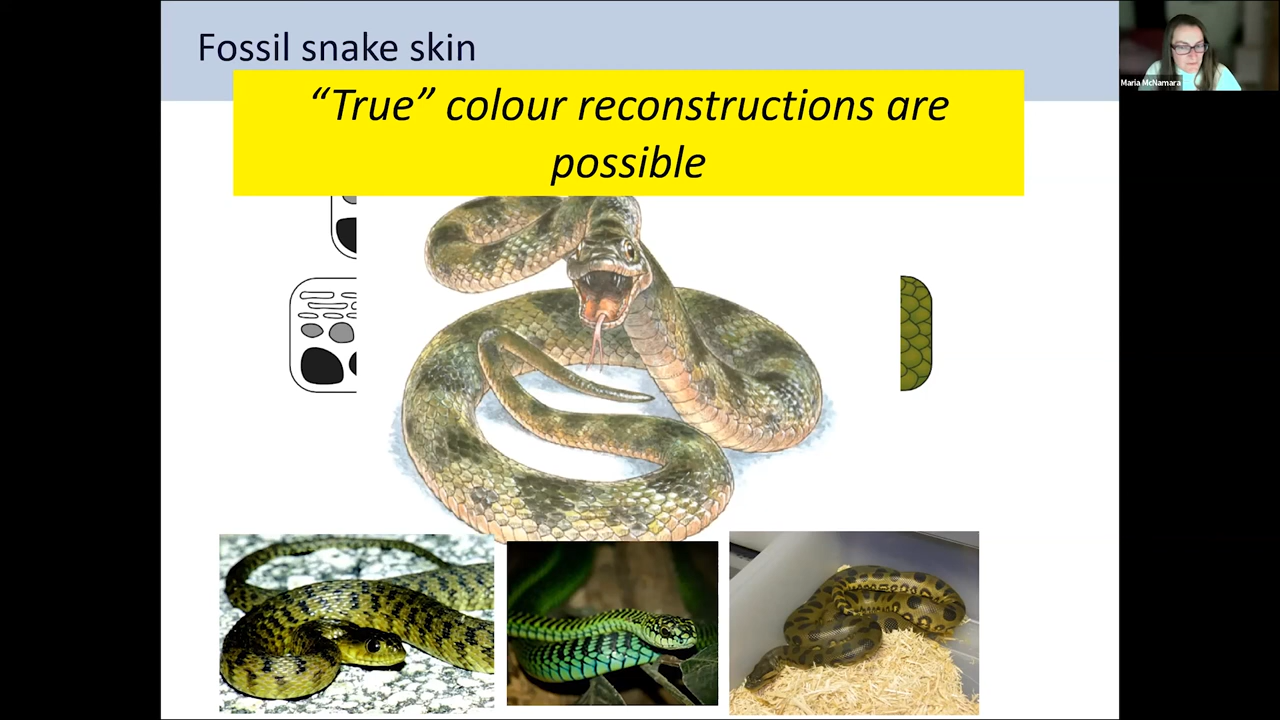 Fossil snake skin
“True” colour reconstructions are
possible
Maria McNamara